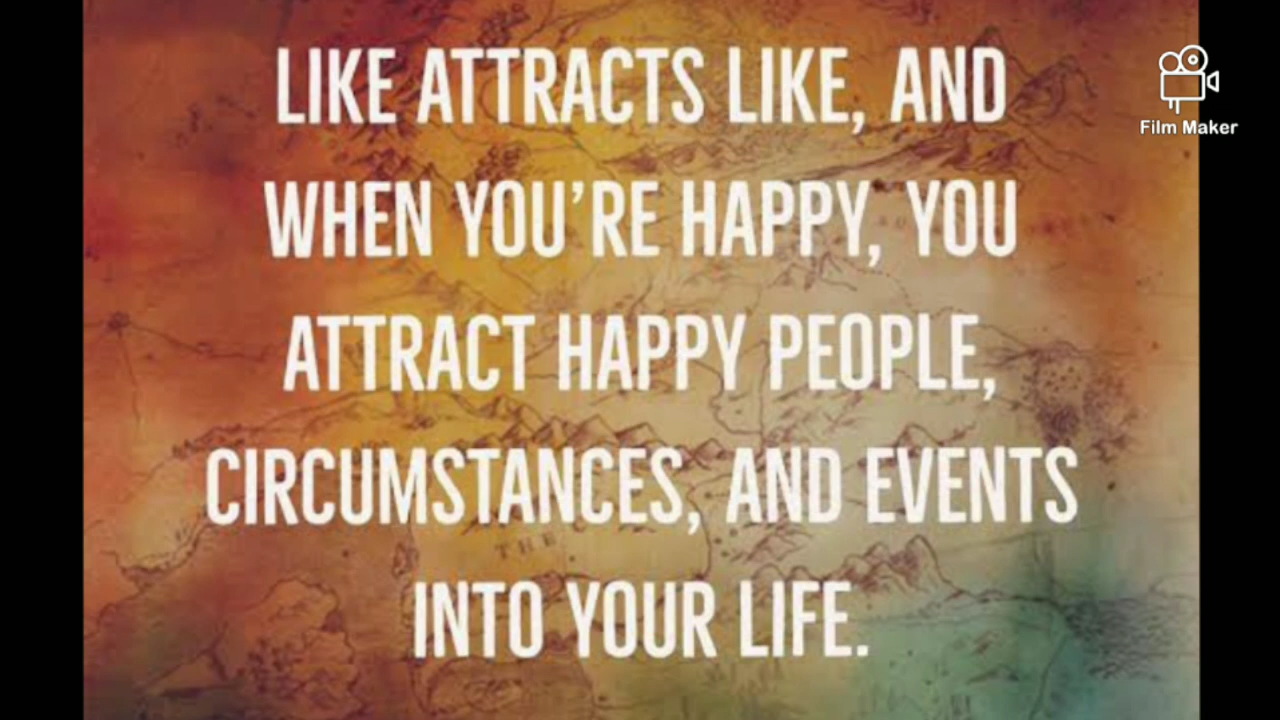 LIKE ATTRACTS LIKE, AND
WHEN YOU’RE HAPPY, YOU
ATTRACT HAPPY PEOPLE,
CIRCUMSTANCES, AND EVENTS
THE
INTO YOUR LIFE.
Film Maker